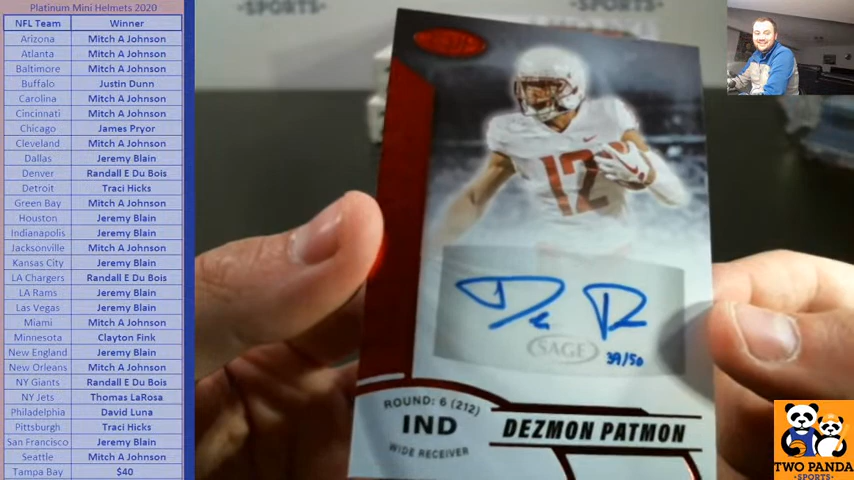 Platinum Mini Helmets 2020
NFL Team Winner
Arizona Mitch A Johnson
Atlanta Mitch A Johnson
Baltimore Mitch A Johnson
Buffalo Justin Dunn
Carolina Mitch A Johnson
Cincinnati Mitch A Johnson
Chicago James Pryor
Cleveland Mitch A Johnson
Dallas Jeremy Blain
Denver Randall E Du Bois
Detroit Traci Hicks
Green Bay Mitch A Johnson
Houston Jeremy Blain
Indianapolis Jeremy Blain
Jacksonville Mitch A Johnson
Kansas City Jeremy Blain
LA Chargers Randall E Du Bois
LA Rams Jeremy Blain
Las Vegas Jeremy Blain
Miami Mitch A Johnson
Minnesota Clayton Fink
New England Jeremy Blain
New Orleans Mitch A Johnson
NY Giants Randall E Du Bois
NY Jets Thomas LaRosa
Philadelphia David Luna
Pittsburgh Traci Hicks
San Francisco Jeremy Blain
Seattle Mitch A Johnson
Tampa Bay $40
-SPORTS-
-SPORTS-
12
SAGE
39/50
ROUND: 6 (212)
IND
WIDE RECEIVER
DEZMON PATMON
TWO PANDA
-SPORTS-